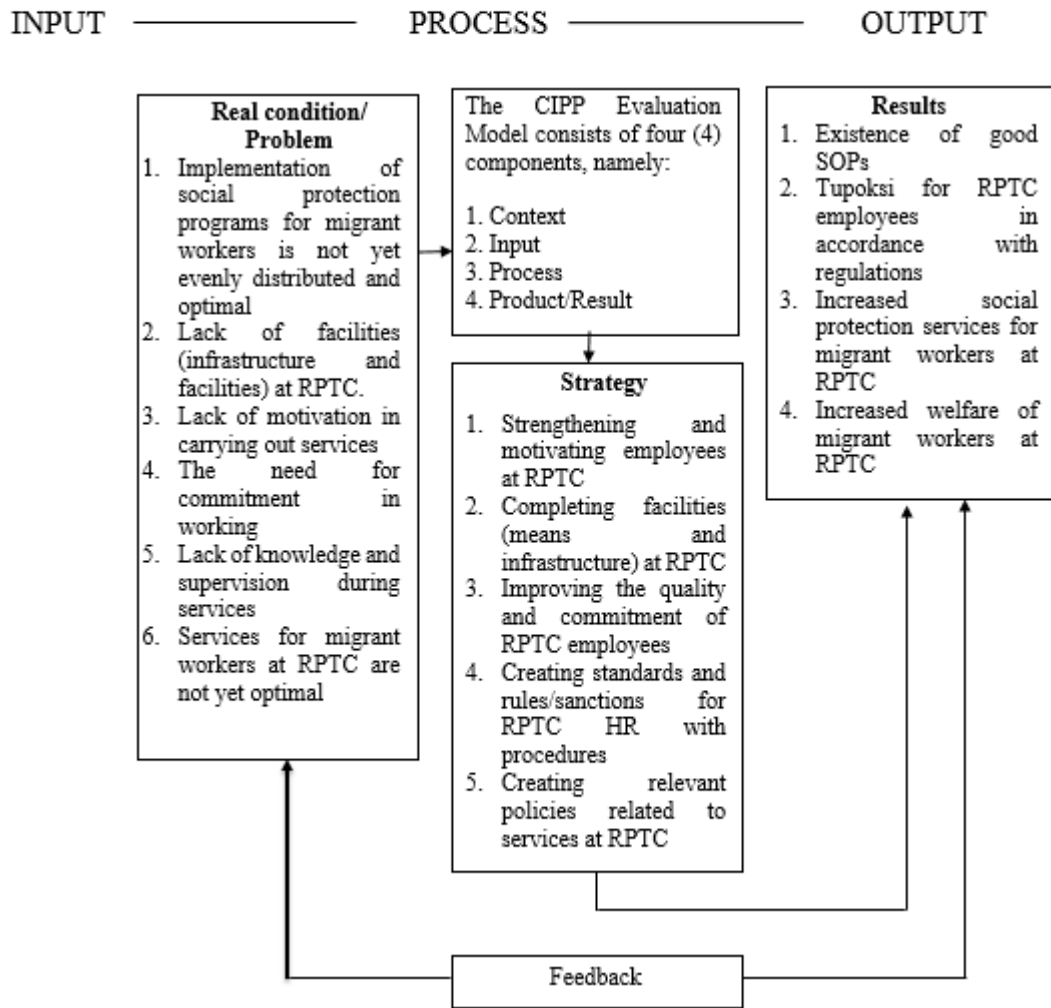 INPUT
PROCESS
OUTPUT
Real condition/
Problem
1. Implementation of
social protection
programs for migrant
workers is not yet
evenly distributed and
optimal
2. Lack of facilities
(infrastructure and
facilities) at RPTC.
3. Lack of motivation in
carrying out services
4. The need for
commitment in
working
5. Lack of knowledge and
supervision during
services
6. Services for migrant
workers at RPTC are
not yet optimal
The CIPP Evaluation
Model consists of four (4)
components, namely:
1. Context
2. Input
3. Process
4. Product/Result
Strategy
1. Strengthening and
motivating employees
at RPTC
2. Completing facilities
(means and
infrastructure) at RPTC
3. Improving the quality
and commitment of
RPTC employees
4. Creating standards and
rules/sanctions for
RPTC HR with
procedures
5. Creating relevant
policies related to
services at RPTC
Results
1. Existence of good
SOPs
2. Tupoksi for RPTC
employees in
accordance with
regulations
3. Increased social
protection services for
migrant workers at
RPTC
4. Increased welfare of
migrant workers at
RPTC
Feedback